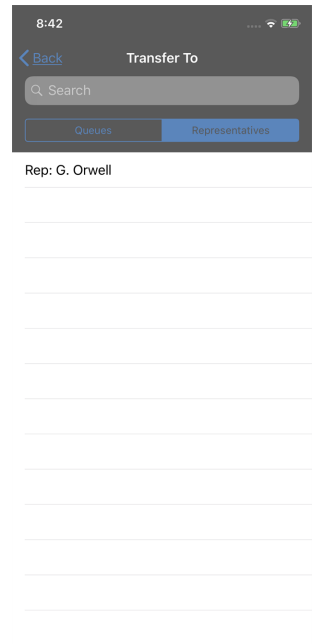 8:42
Back Transfer To
Search
Queues Representatives
Rep: G. Orwell